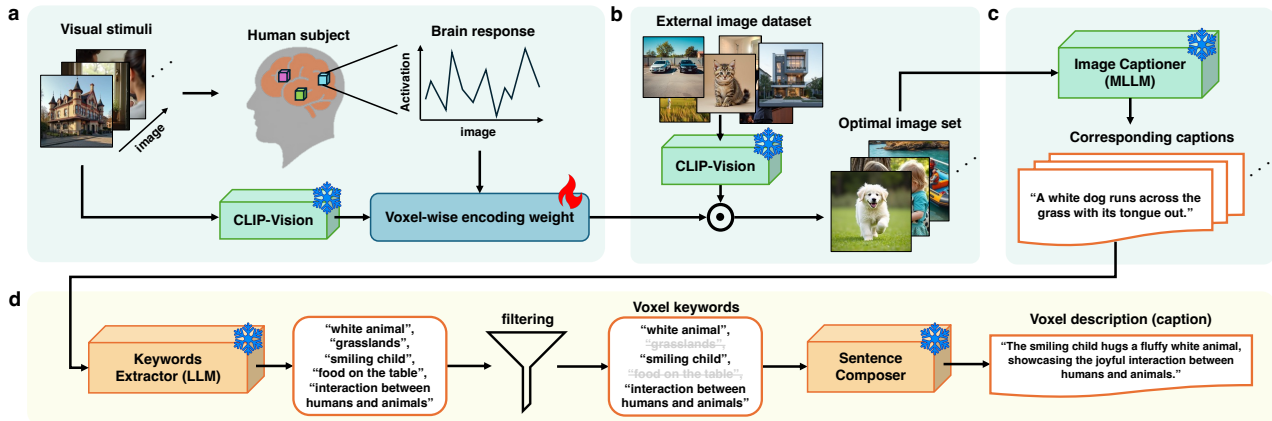 a
Visual stimuli
image
Human subject
Brain response
Activation
image
CLIP-Vision
Voxel-wise encoding weight
b
External image dataset
CLIP-Vision
Optimal image set
c
Image Captioner
(MLLM)
Corresponding captions
“A white dog runs across the
grass with its tongue out.”
d
Keywords
Extractor (LLM)
“white animal”,
“grasslands”,
“smiling child”,
“food on the table”,
“interaction between
humans and animals”
filtering
Voxel keywords
“white animal”,
“grasslands”,
“smiling child”,
“food on the table”,
“interaction between
humans and animals”
Sentence
Composer
Voxel description (caption)
“The smiling child hugs a fluffy white animal,
showcasing the joyful interaction between
humans and animals.”